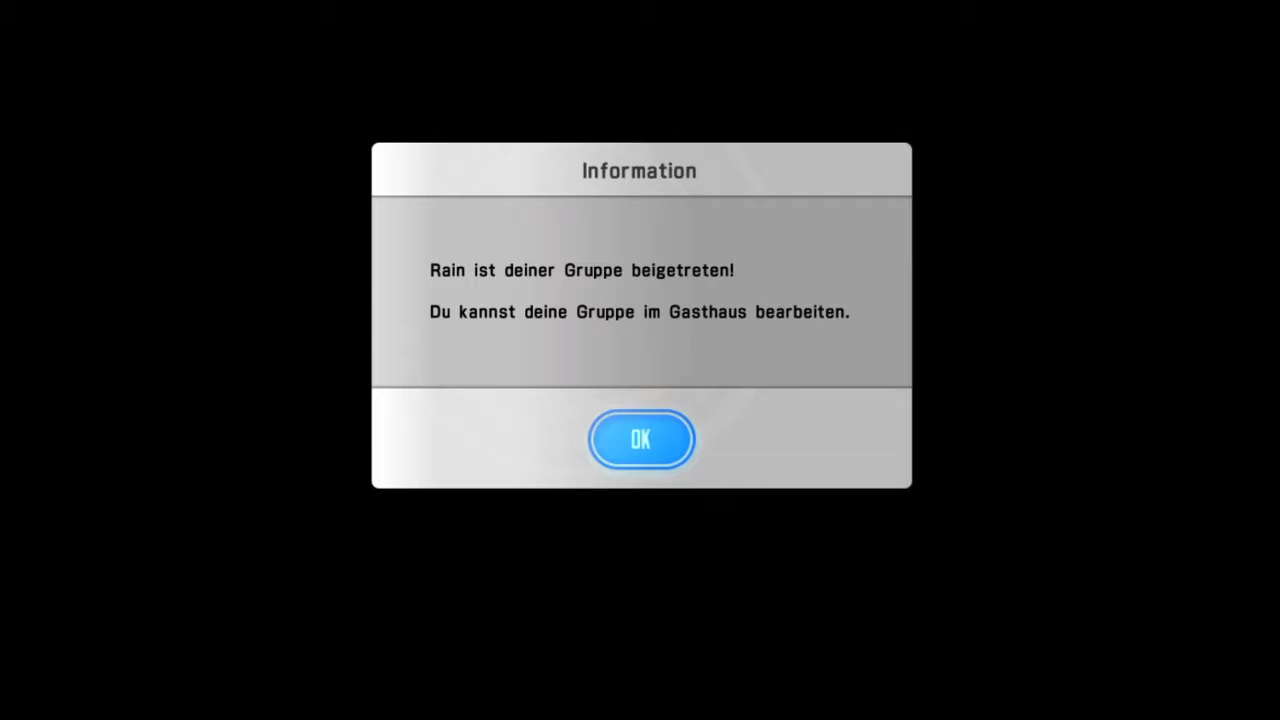 Information
Rain ist deiner Gruppe beigetreten!
Du kannst deine Gruppe im Gasthaus bearbeiten.
OK